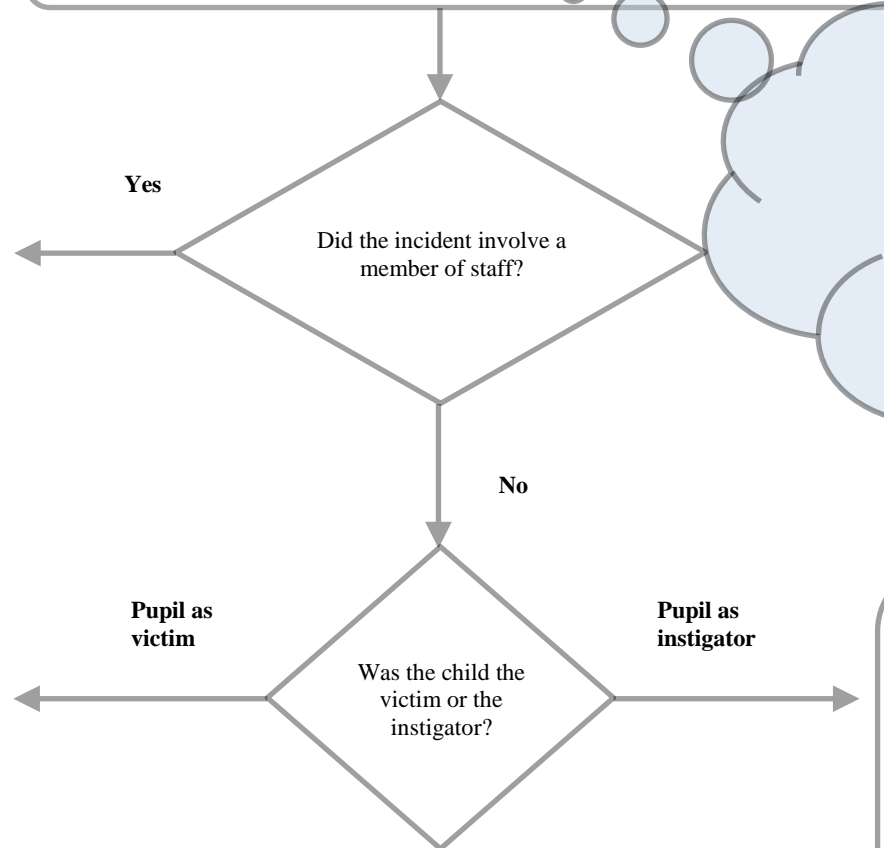 Yes
Did the incident involve a
member of staff?
No
Pupil as
victim
Pupil as
instigator
Was the child the
victim or the
instigator?